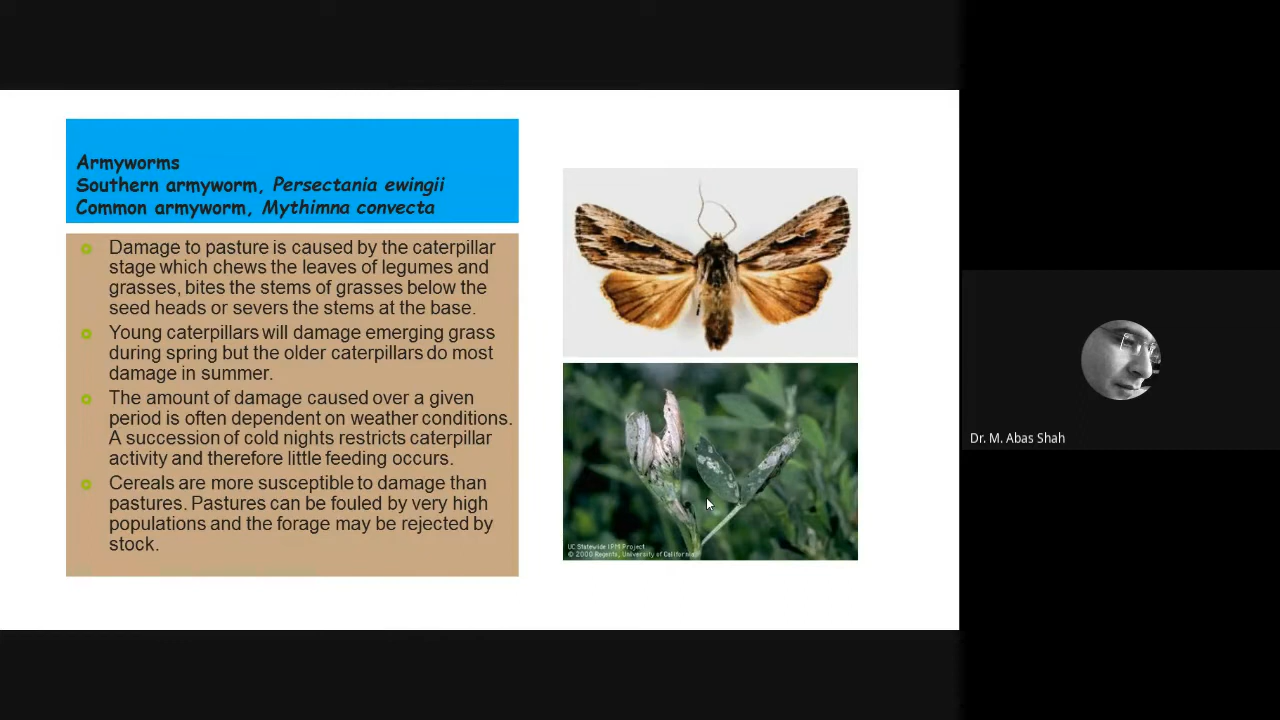 Armyworms
Southern armyworm, Persectania ewingii
Common armyworm, Mythimna convecta
Damage to pasture is caused by the caterpillar
stage which chews the leaves of legumes and
grasses, bites the stems of grasses below the
seed heads or severs the stems at the base.
Young caterpillars will damage emerging grass
during spring but the older caterpillars do most
damage in summer.
The amount of damage caused over a given
period is often dependent on weather conditions.
A succession of cold nights restricts caterpillar
activity and therefore little feeding occurs.
Cereals are more susceptible to damage than
pastures. Pastures can be fouled by very high
populations and the forage may be rejected by
stock.
UC Statewide IPM Project
© 2000 Regents, University of California
Dr. M. Abas Shah